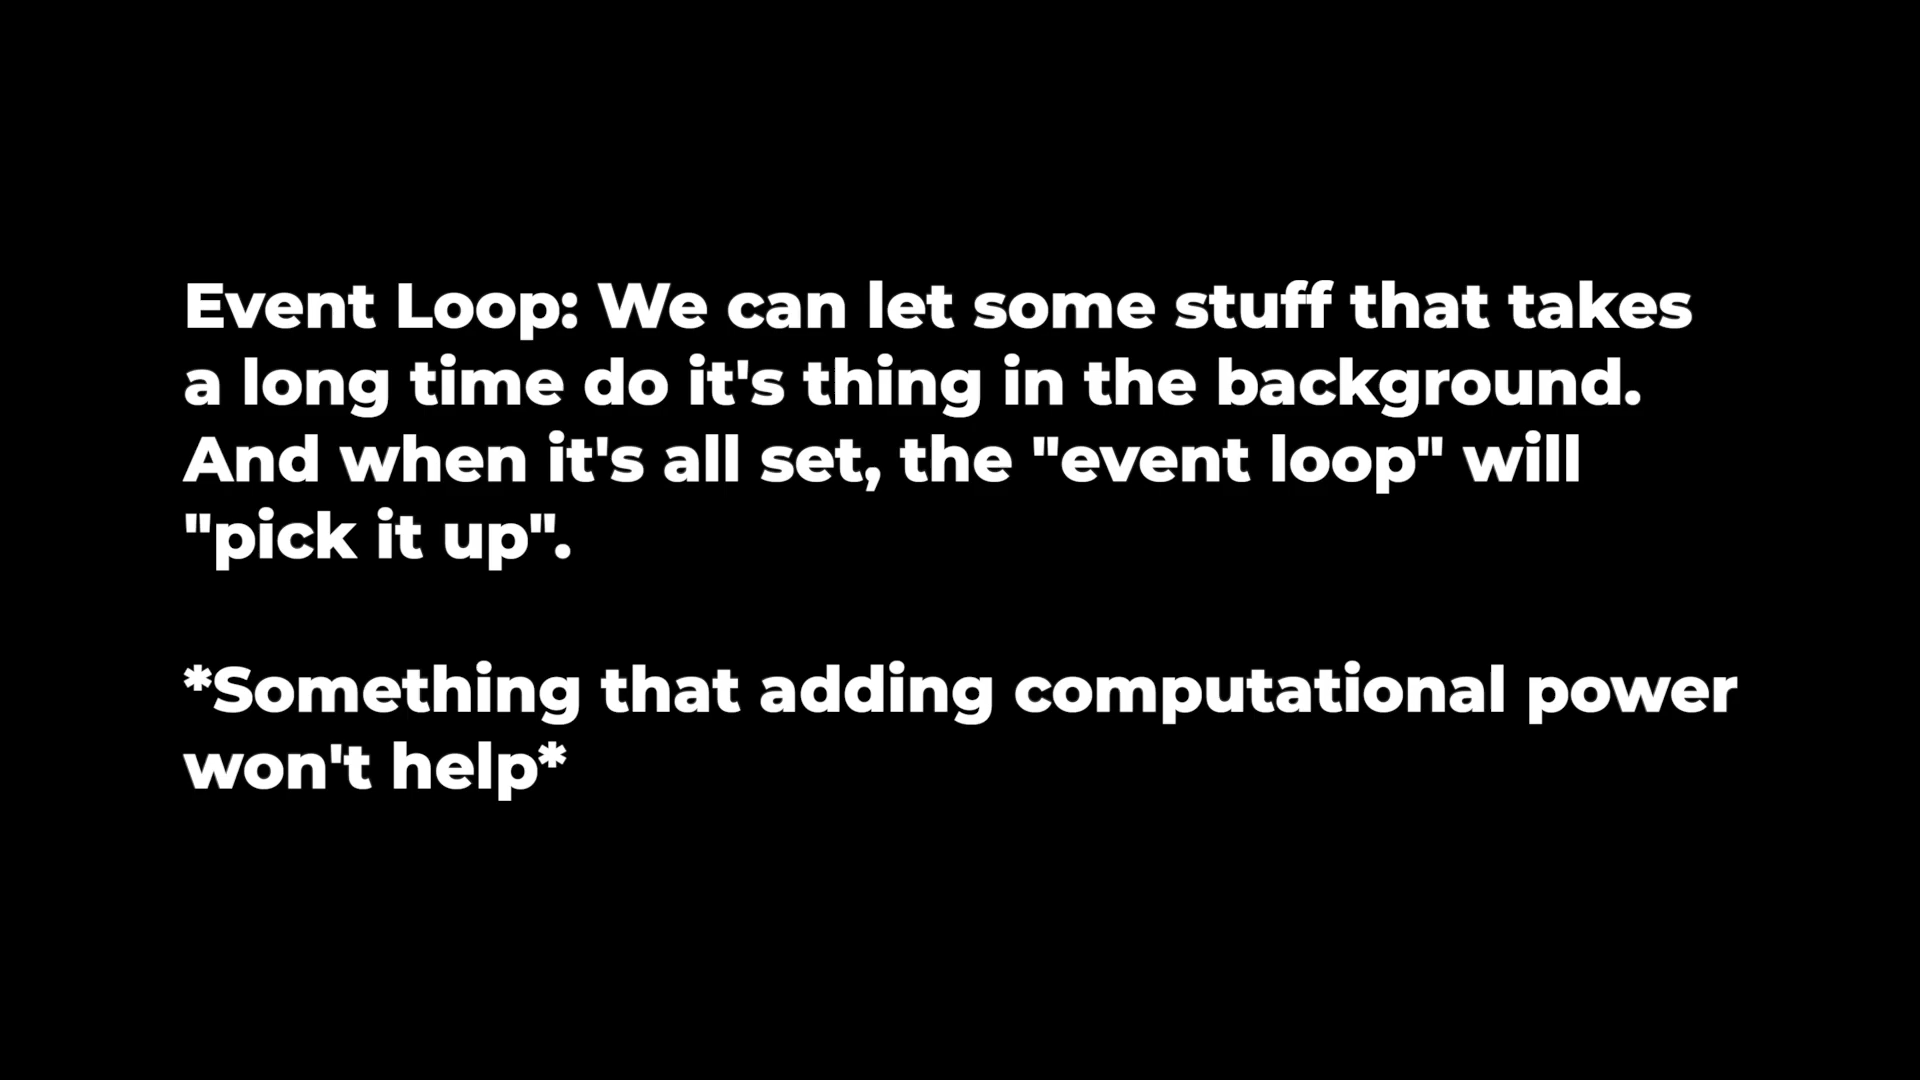 Event Loop: We can let some stuff that takes
a long time do it's thing in the background.
And when it's all set, the "event loop" will
"pick it up".
*Something that adding computational power
won't help*